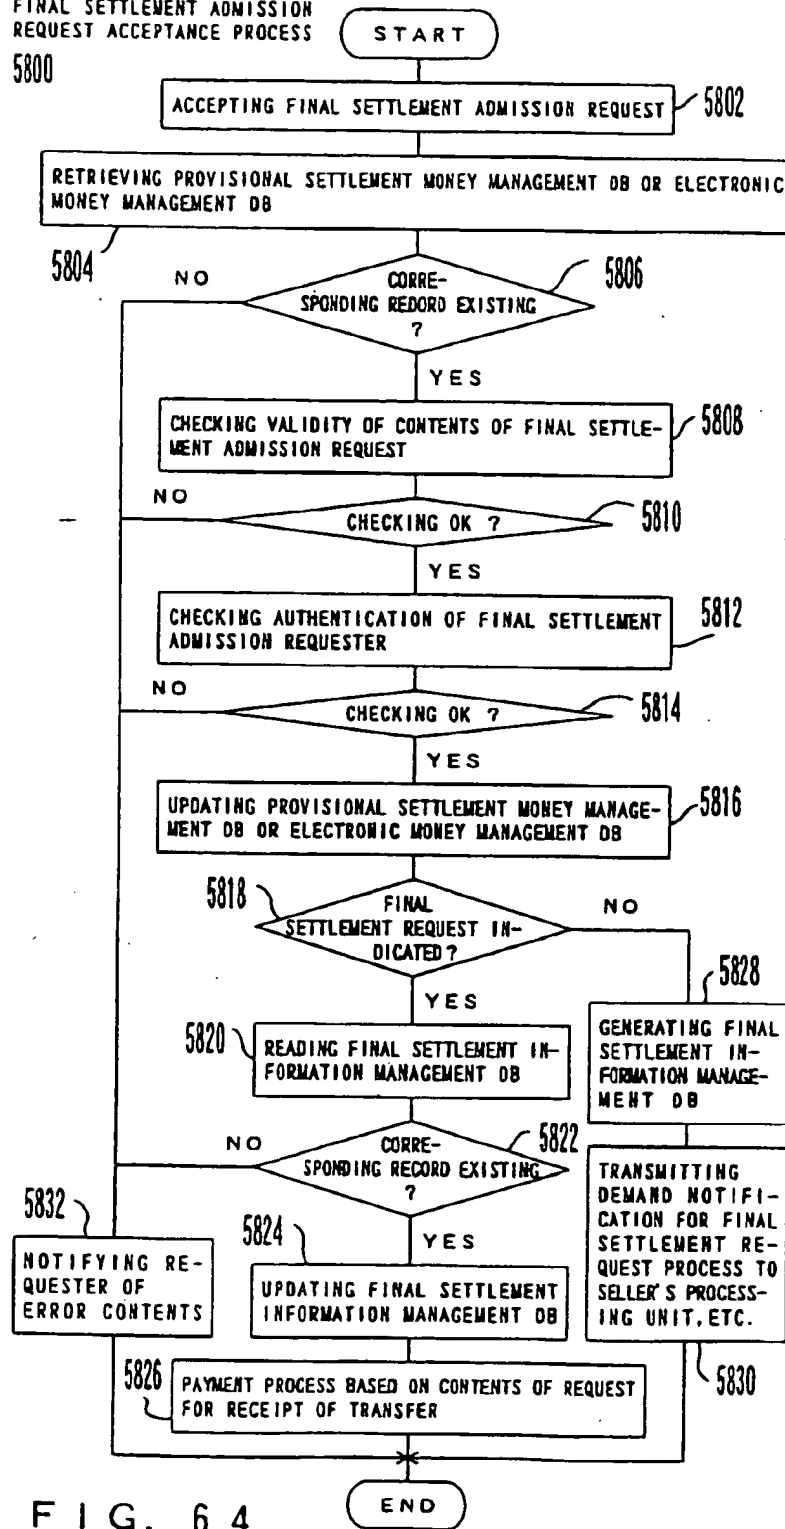 FINAL SETTLEMENT ADMISSION
REQUEST ACCEPTANCE PROCESS
5800
START
ACCEPTING FINAL SETTLEMENT ADMISSION REQUEST
5802
RETRIEVING PROVISIONAL SETTLEMENT MONEY MANAGEMENT DB OR ELECTRONIC
MONEY MANAGEMENT DB
5804
NO
CORRE-
SPONDING REDORD EXISTING
?
5806
YES
CHECKING VALIDITY OF CONTENTS OF FINAL SETTLE-
MENT ADMISSION REQUEST
5808
NO
CHECKING OK ?
5810
YES
CHECKING AUTHENTICATION OF FINAL SETTLEMENT
ADMISSION REQUESTER
5812
NO
CHECKING OK ?
5814
YES
UPDATING PROVISIONAL SETTLEMENT MONEY MANAGE-
MENT DB OR ELECTRONIC MONEY MANAGEMENT DB
5816
5818
FINAL
SETTLEMENT REQUEST IN-
DICATED?
NO
YES
5828
GENERATING FINAL
SETTLEMENT IN-
FORMATION MANAGE-
MENT DB
5820
READING FINAL SETTLEMENT IN-
FORMATION MANAGEMENT DB
NO
CORRE-
SPONDING RECORD EXISTING
?
5822
YES
TRANSMITTING
DEMAND NOTIFI-
CATION FOR FINAL
SETTLEMENT RE-
QUEST PROCESS TO
SELLER'S PROCESS-
ING UNIT, ETC.
5830
5832
NOTIFYING RE-
QUESTER OF
ERROR CONTENTS
5824
UPDATING FINAL SETTLEMENT
INFORMATION MANAGEMENT DB
5826
PAYMENT PROCESS BASED ON CONTENTS OF REQUEST
FOR RECEIPT OF TRANSFER
END
FIG. 64